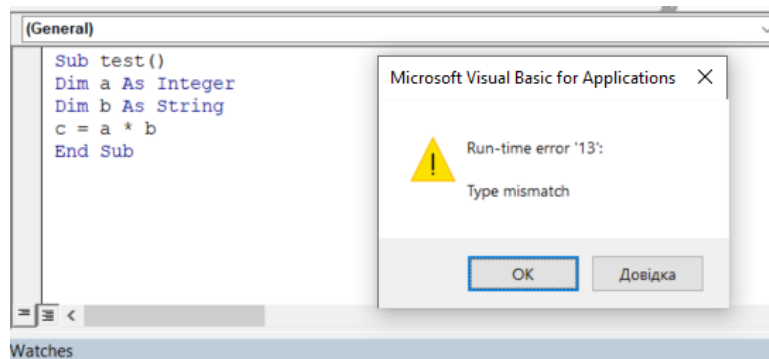 (General)
Sub test()
Dim a As Integer
Dim b As String
c = a * b
End Sub
Microsoft Visual Basic for Applications
Run-time error '13':
Type mismatch
OK
Довідка
Watches